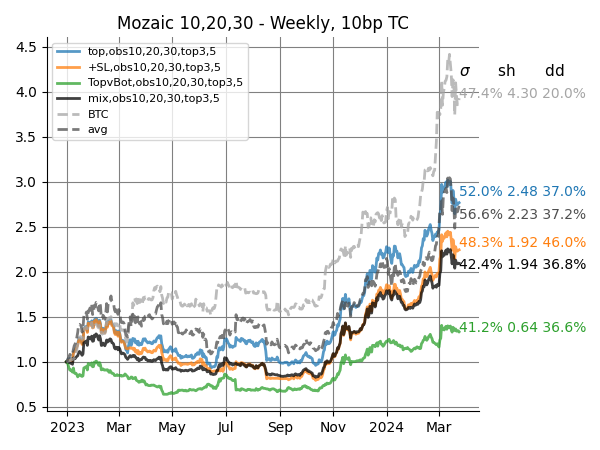 Mozaic 10,20,30 - Weekly, 10bp TC
4.5
4.0
3.5
3.0
2.5
2.0
1.5
1.0
0.5
top,obs10,20,30,top3,5
+SL,obs10,20,30,top3,5
TopvBot,obs10,20,30,top3,5
mix,obs10,20,30,top3,5
BTC
avg
σ sh dd
47.4% 4.30 20.0%
52.0% 2.48 37.0%
56.6% 2.23 37.2%
48.3% 1.92 46.0%
42.4% 1.94 36.8%
41.2% 0.64 36.6%
2023 Mar May Jul Sep Nov 2024 Mar